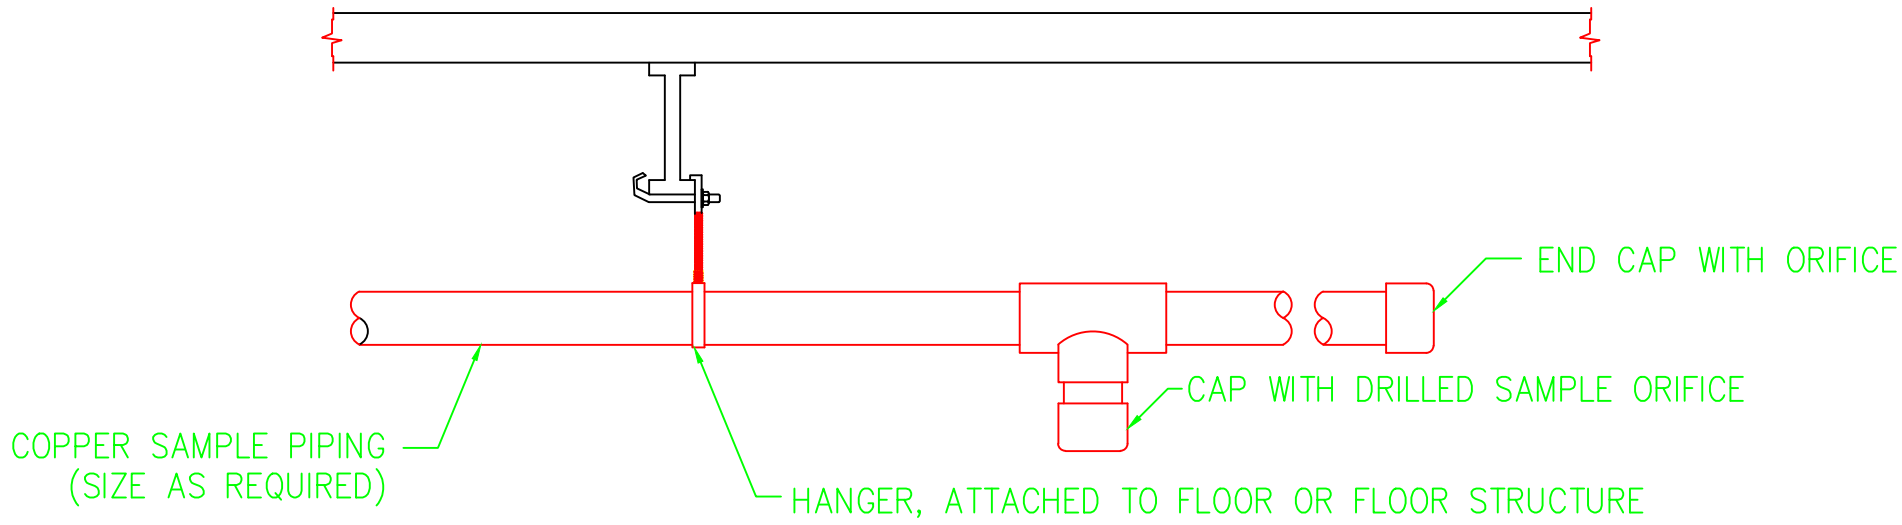 END CAP WITH ORIFICE
CAP WITH DRILLED SAMPLE ORIFICE
COPPER SAMPLE PIPING
(SIZE AS REQUIRED)
HANGER, ATTACHED TO FLOOR OR FLOOR STRUCTURE